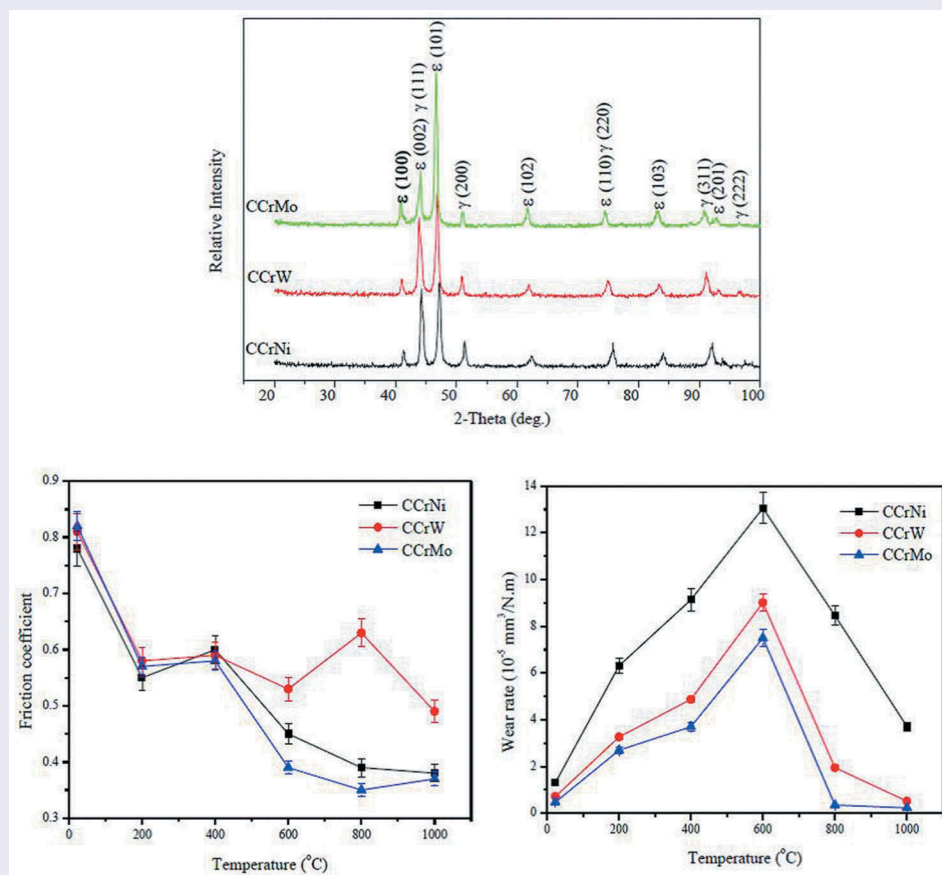 ε (100)
ε (002) γ (111)
ε (101)
γ (200)
ε (102)
ε (110) γ (220)
ε (103)
γ (311)
ε (201)
γ (222)
CCrMo
CCrW
CCrNi
Relative Intensity
20 30 40 50 60 70 80 90 100
2-Theta (deg.)
0.9
0.8
0.7
0.6
0.5
0.4
0.3
CCrNi
CCrW
CCrMo
Friction coefficient
0 200 400 600 800 1000
Temperature (°C)
14
12
10
8
6
4
2
0
CCrNi
CCrW
CCrMo
Wear rate (10⁻⁵ mm³/N.m)
0 200 400 600 800 1000
Temperature (°C)